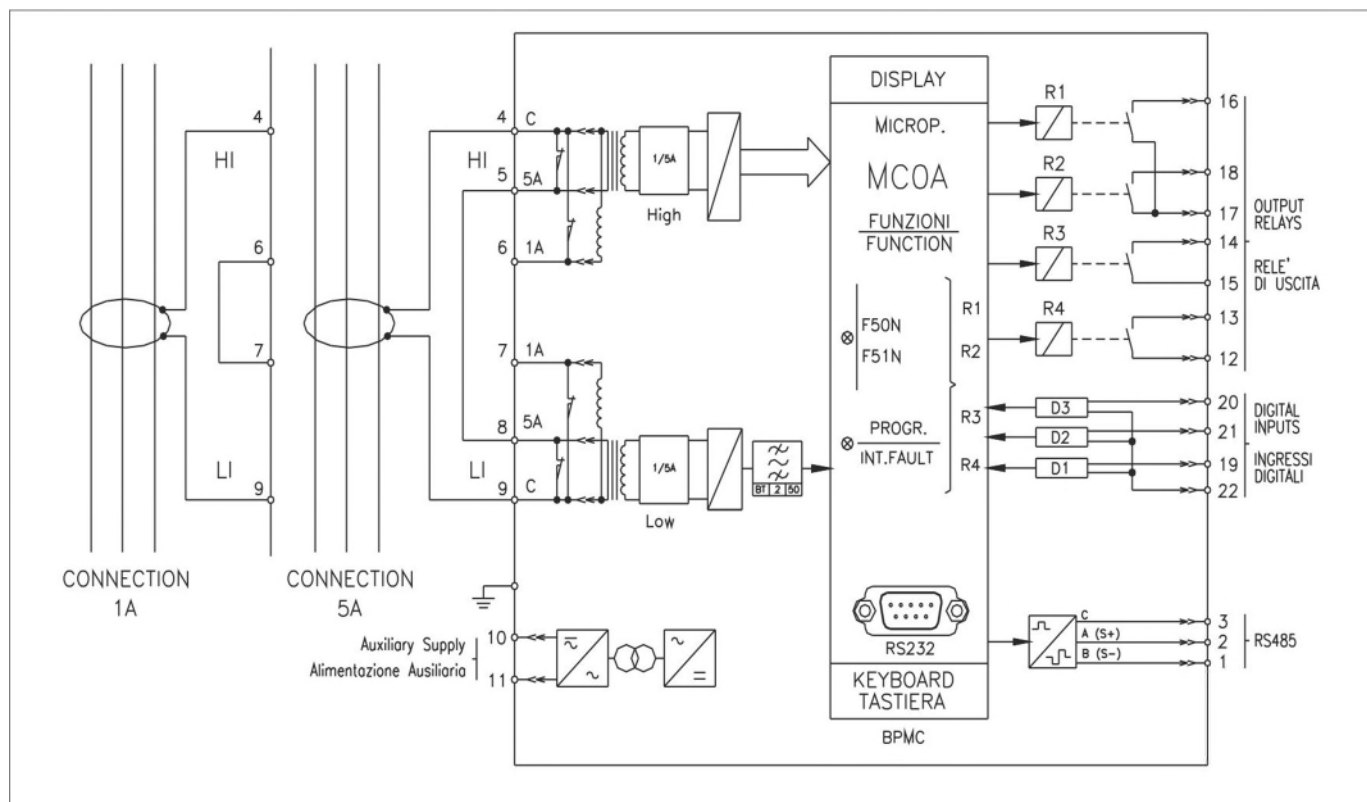 4
HI
6
7
LI
9
CONNECTION
1A
4
HI
5
6
7
8
LI
9
CONNECTION
5A
C
5A
1A
1/5A
High
1A
5A
C
1/5A
Low
BT 2 50
Auxiliary Supply
Alimentazione Ausiliaria
10
11
DISPLAY
MICROP.
MCOA
FUNZIONI
FUNCTION
F50N
F51N
PROGR.
INT.FAULT
R1
R2
R3
R4
RS232
KEYBOARD
TASTIERA
BPMC
R1
R2
R3
R4
16
18
17
14
15
13
12
OUTPUT
RELAYS
RELE'
DI USCITA
D3
D2
D1
20
21
19
22
DIGITAL
INPUTS
INGRESSI
DIGITALI
C
A (S+)
B (S-)
3
2
1
RS485